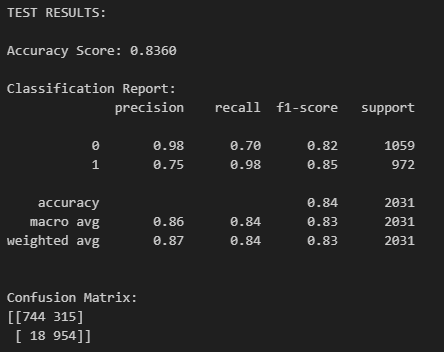 TEST RESULTS:
Accuracy Score: 0.8360
Classification Report:
precision recall f1-score support
0 0.98 0.70 0.82 1059
1 0.75 0.98 0.85 972
accuracy 0.84 2031
macro avg 0.86 0.84 0.83 2031
weighted avg 0.87 0.84 0.83 2031
Confusion Matrix:
[[744 315]
[ 18 954]]